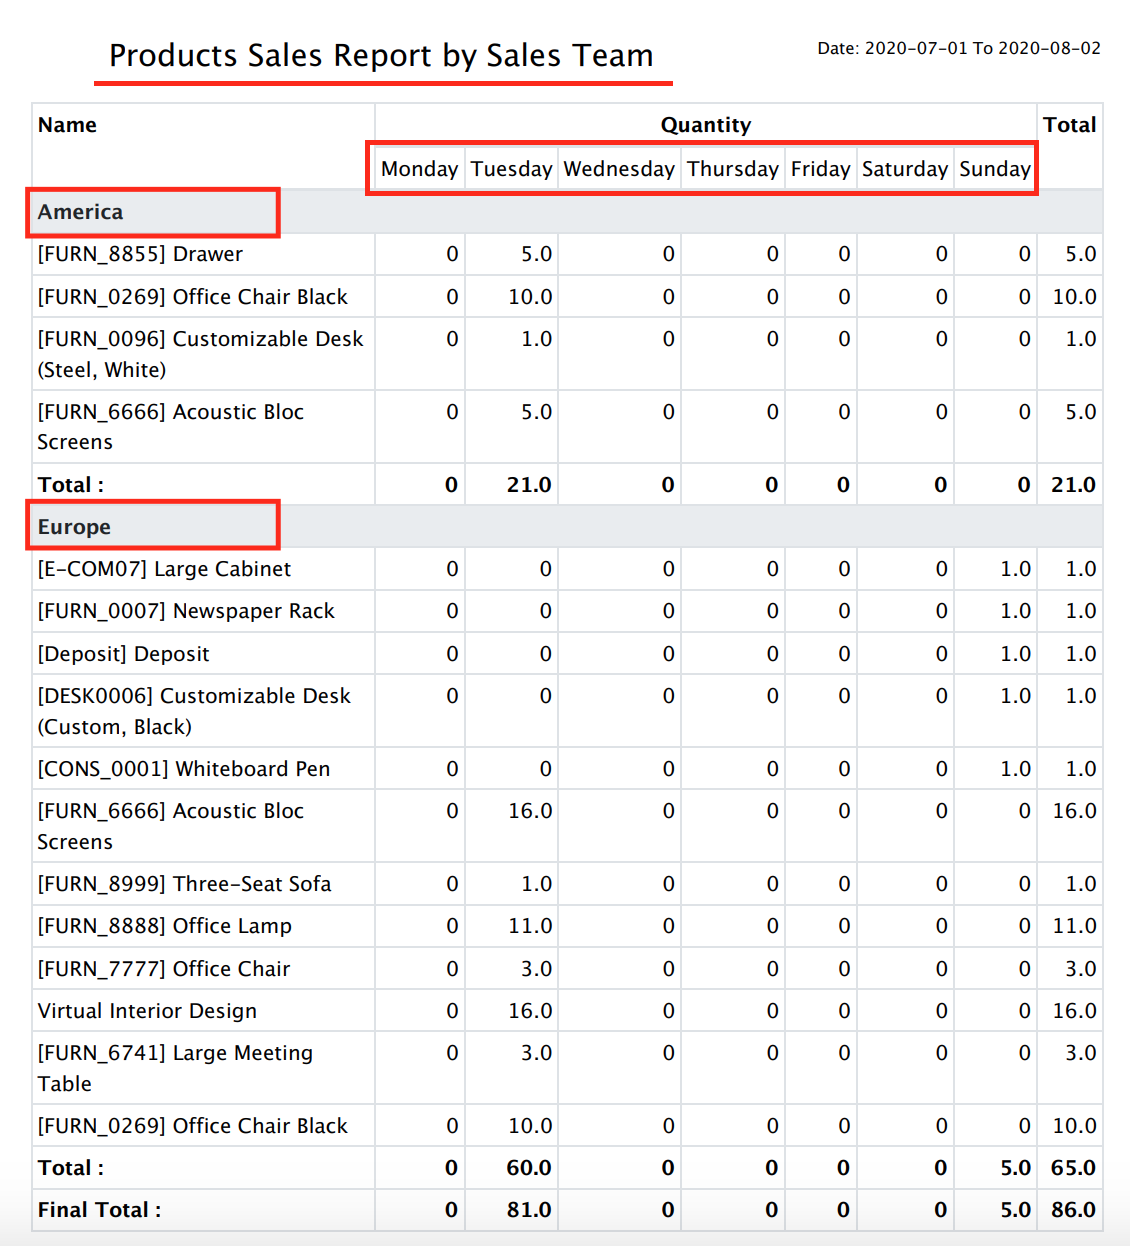 Products Sales Report by Sales Team
Date: 2020-07-01 To 2020-08-02
Name Quantity Total
Monday Tuesday Wednesday Thursday Friday Saturday Sunday
America
[FURN_8855] Drawer 0 5.0 0 0 0 0 0 5.0
[FURN_0269] Office Chair Black 0 10.0 0 0 0 0 0 10.0
[FURN_0096] Customizable Desk 0 1.0 0 0 0 0 0 1.0
(Steel, White)
[FURN_6666] Acoustic Bloc 0 5.0 0 0 0 0 0 5.0
Screens
Total : 0 21.0 0 0 0 0 0 21.0
Europe
[E-COM07] Large Cabinet 0 0 0 0 0 0 1.0 1.0
[FURN_0007] Newspaper Rack 0 0 0 0 0 0 1.0 1.0
[Deposit] Deposit 0 0 0 0 0 0 1.0 1.0
[DESK0006] Customizable Desk 0 0 0 0 0 0 1.0 1.0
(Custom, Black)
[CONS_0001] Whiteboard Pen 0 0 0 0 0 0 1.0 1.0
[FURN_6666] Acoustic Bloc 0 16.0 0 0 0 0 0 16.0
Screens
[FURN_8999] Three-Seat Sofa 0 1.0 0 0 0 0 0 1.0
[FURN_8888] Office Lamp 0 11.0 0 0 0 0 0 11.0
[FURN_7777] Office Chair 0 3.0 0 0 0 0 0 3.0
Virtual Interior Design 0 16.0 0 0 0 0 0 16.0
[FURN_6741] Large Meeting 0 3.0 0 0 0 0 0 3.0
Table
[FURN_0269] Office Chair Black 0 10.0 0 0 0 0 0 10.0
Total : 0 60.0 0 0 0 0 5.0 65.0
Final Total : 0 81.0 0 0 0 0 5.0 86.0